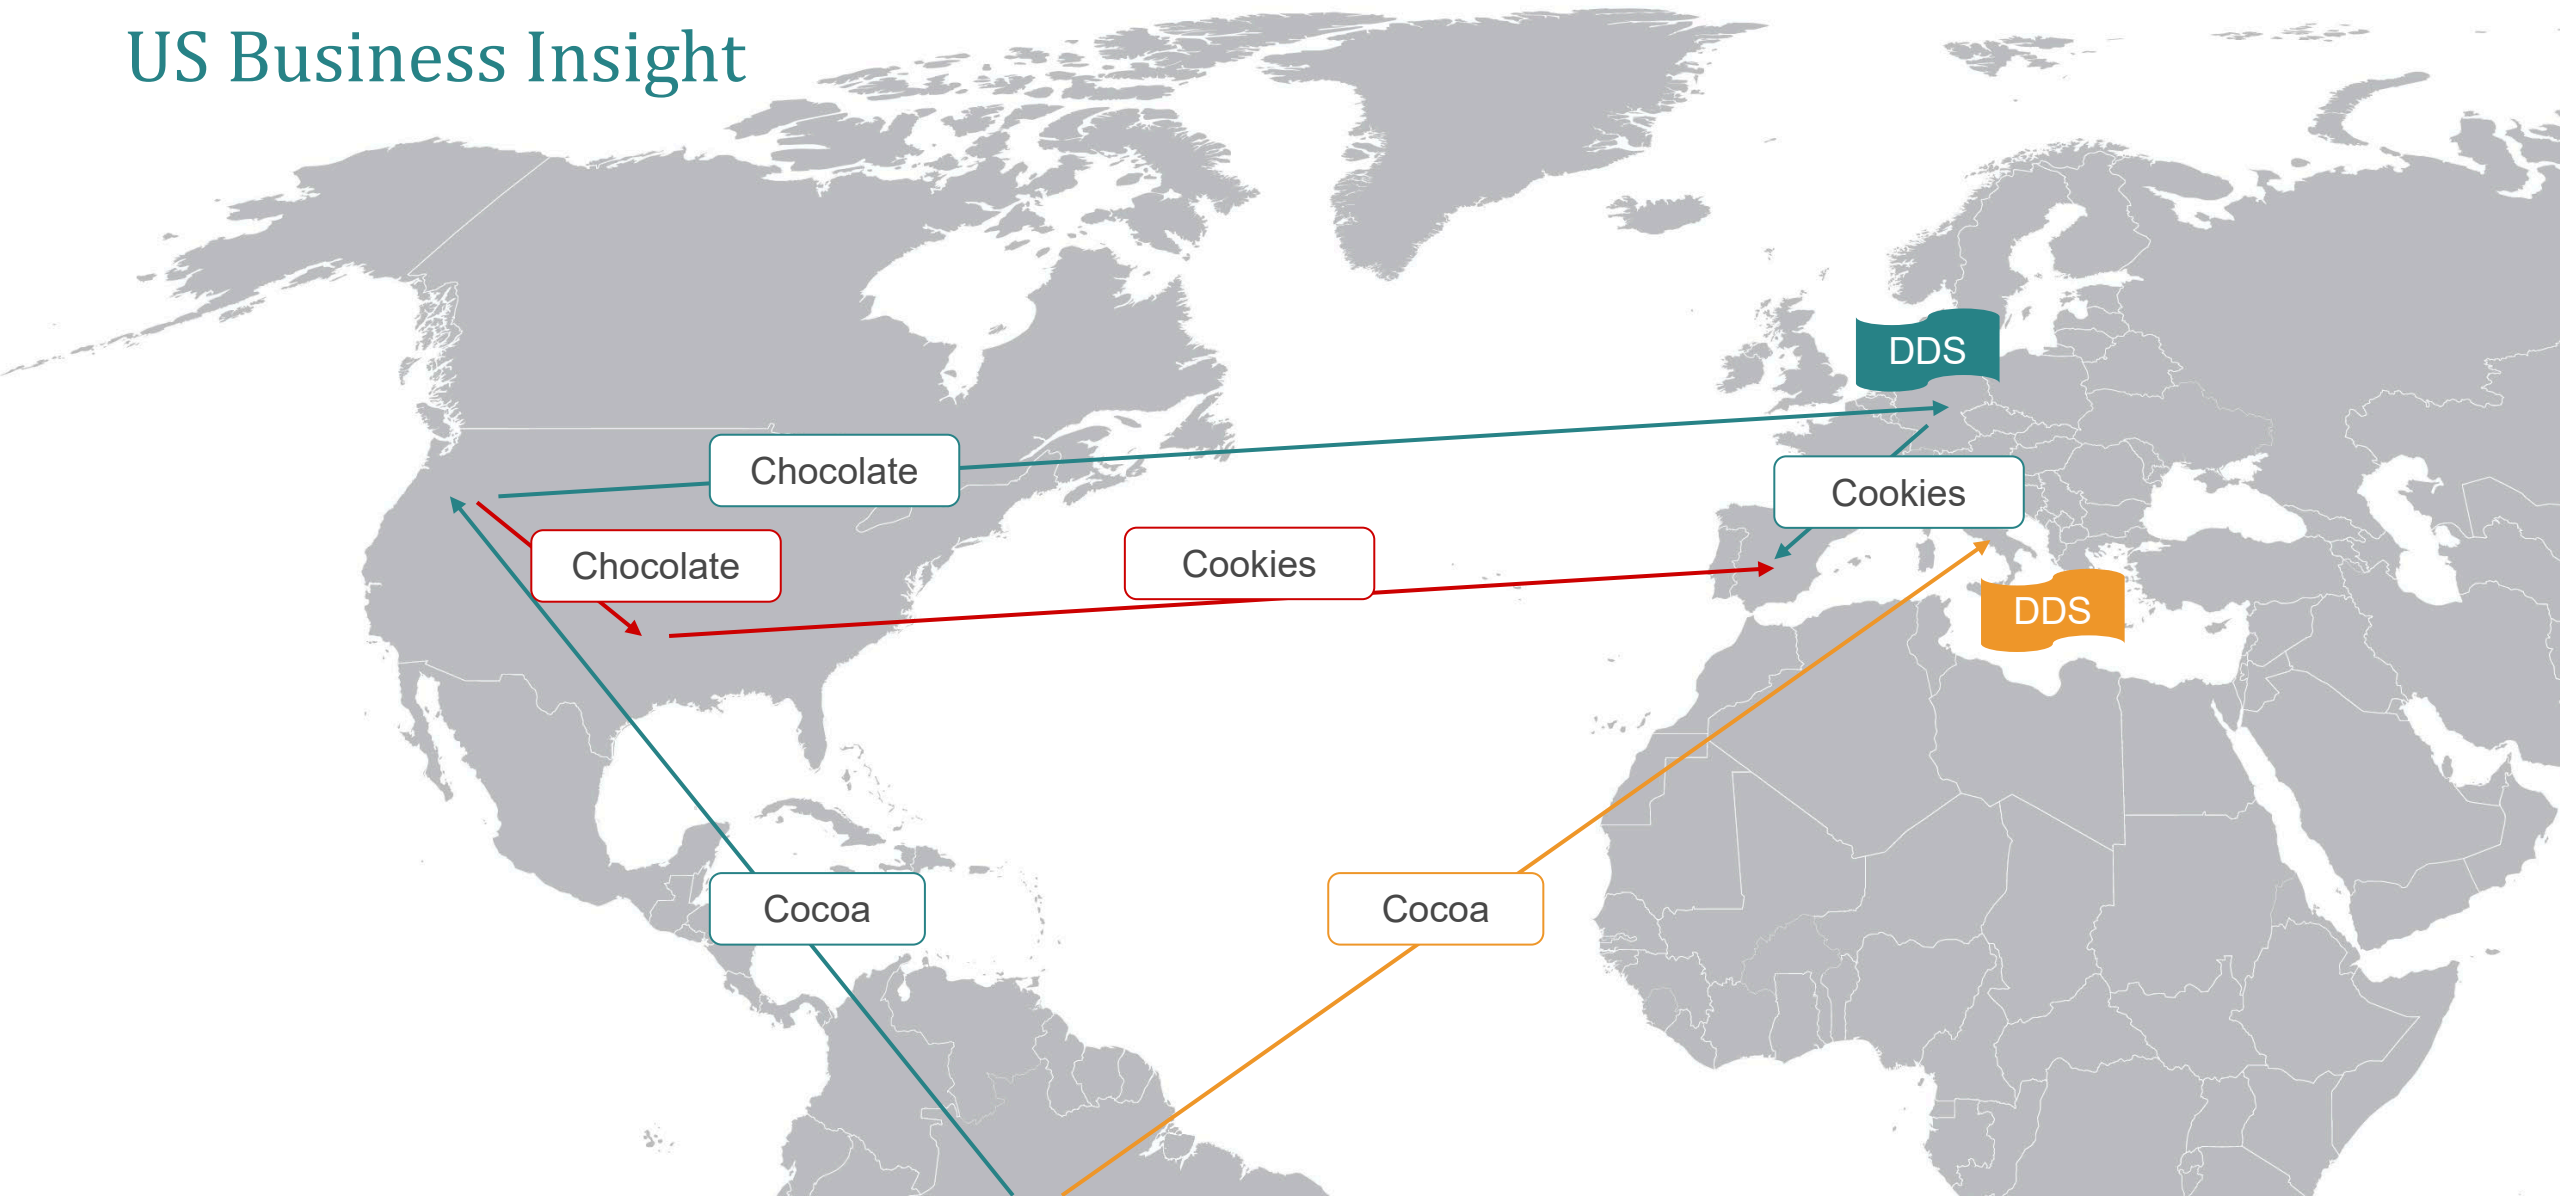 US Business Insight
DDS
Chocolate
Cookies
Chocolate
Cookies
DDS
Cocoa
Cocoa